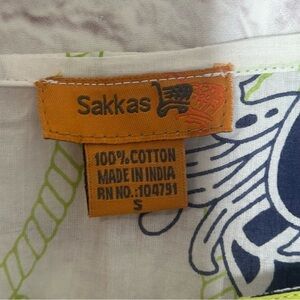 Sakkas
100% COTTON
MADE IN INDIA
RN NO.:104791
S